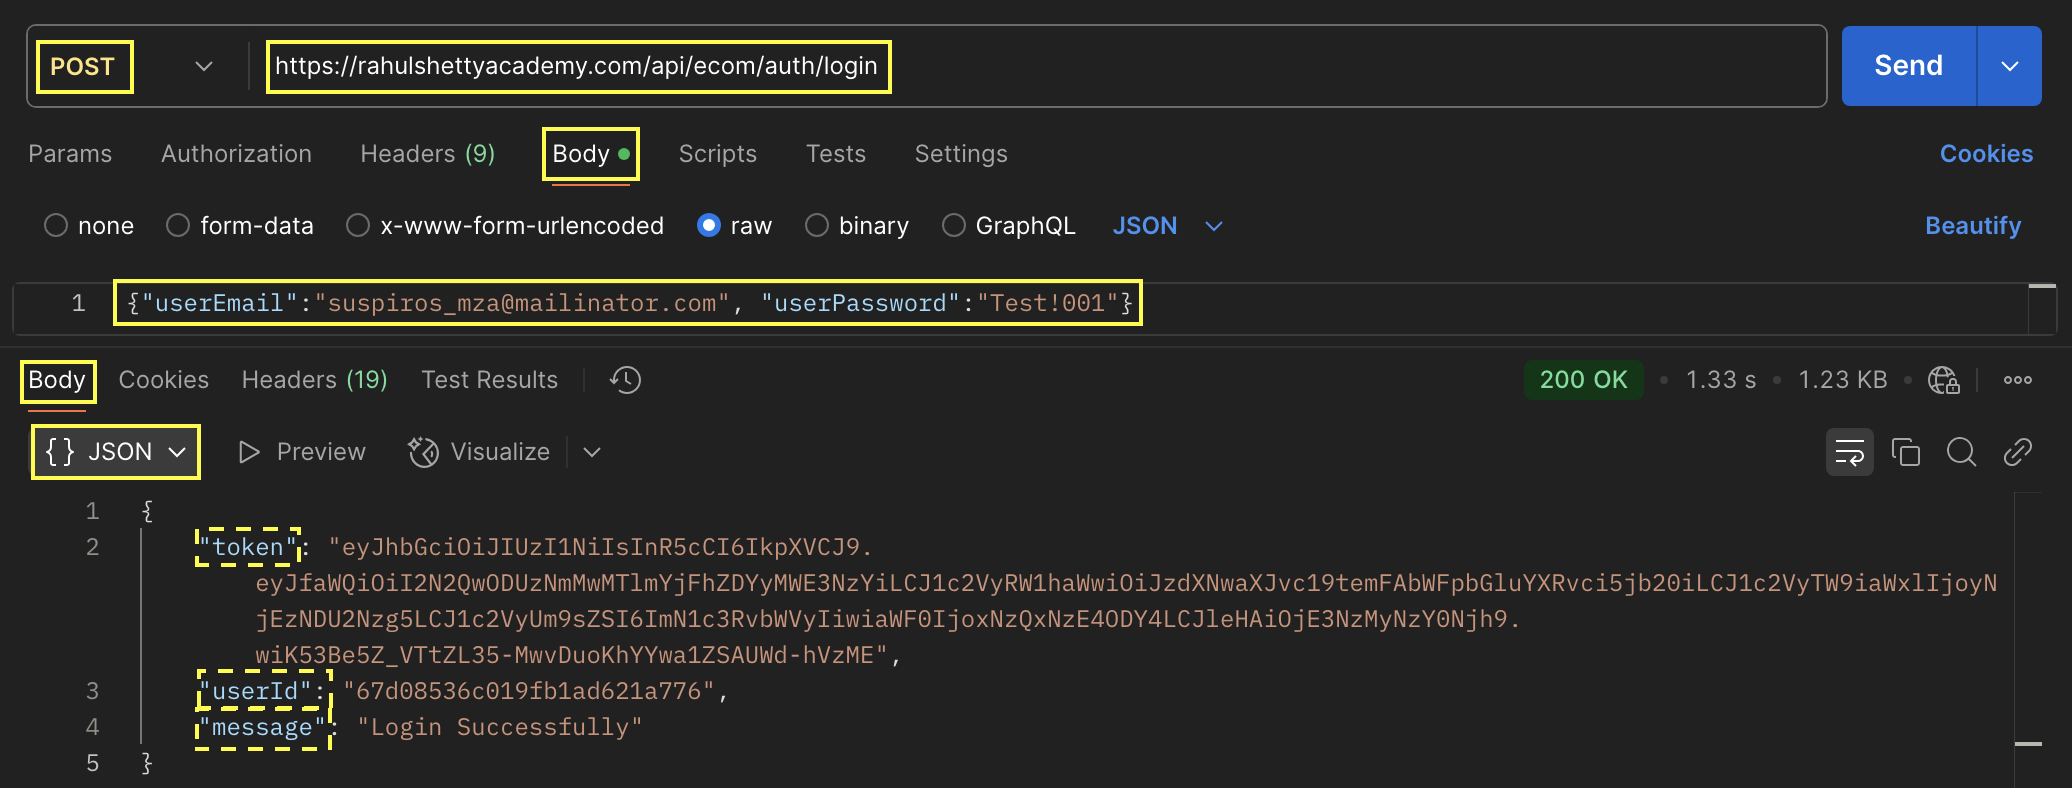 POST https://rahulshettyacademy.com/api/ecom/auth/login Send
Params Authorization Headers (9) Body Scripts Tests Settings Cookies
none form-data x-www-form-urlencoded raw binary GraphQL JSON Beautify
1 {"userEmail":"suspiros_mza@mailinator.com", "userPassword":"Test!001"}
Body Cookies Headers (19) Test Results 200 OK • 1.33 s • 1.23 KB •
{} JSON Preview Visualize
1 {
2 "token": "eyJhbGciOiJIUzI1NiIsInR5cCI6IkpXVCJ9.
eyJfaWQiOiI2N2QwODUzNmMwMTlmYjFhZDYyMWE3NzYiLCJ1c2VyRW1haWwiOiJzdXNwaXJvc19temFAbWFpbGluYXRvci5jb20iLCJ1c2VyTW9iaWxlIjoyN
jEzNDU2Nzg5LCJ1c2VyUm9sZSI6ImN1c3RvbWVyIiwiaWF0IjoxNzQxNzE4ODY4LCJleHAiOjE3NzMyNzY0Njh9.
wiK53Be5Z_VTtZL35-MwvDuoKhYYwa1ZSAUWd-hVzME",
3 "userId": "67d08536c019fb1ad621a776",
4 "message": "Login Successfully"
5 }